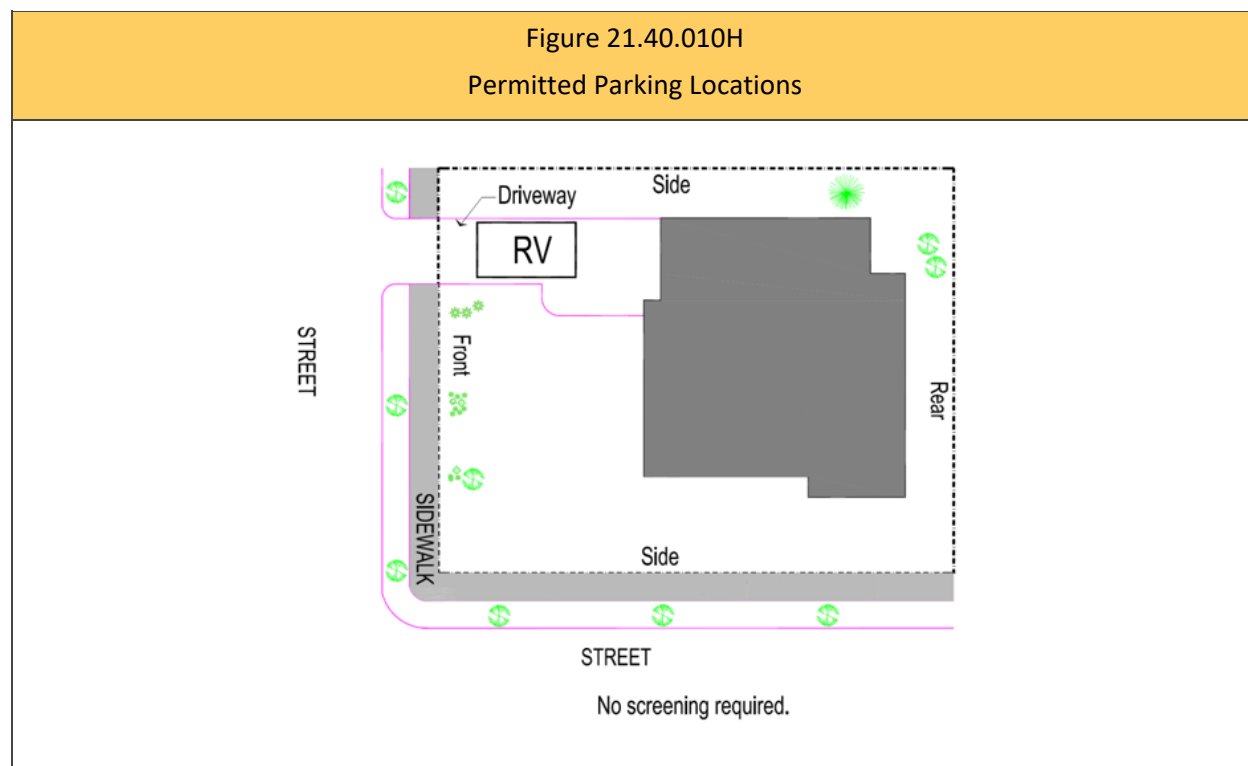 Figure 21.40.010H
Permitted Parking Locations
Side
Driveway
RV
STREET
Front
Rear
SIDEWALK
Side
STREET
No screening required.